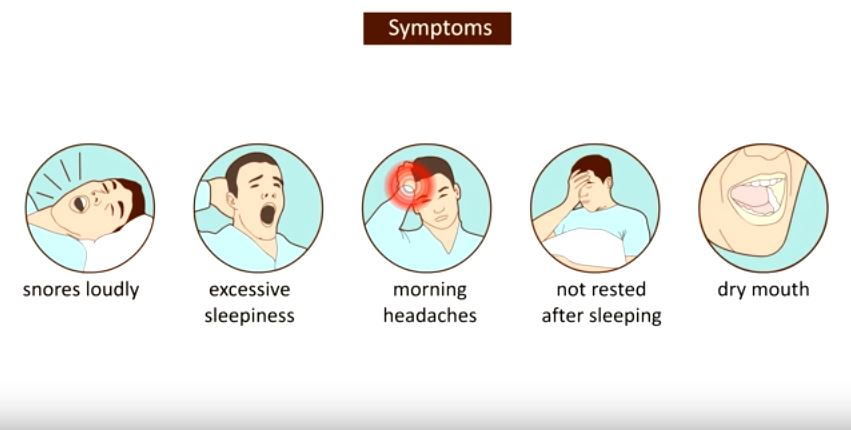 Symptoms
snores loudly
excessive
sleepiness
morning
headaches
not rested
after sleeping
dry mouth